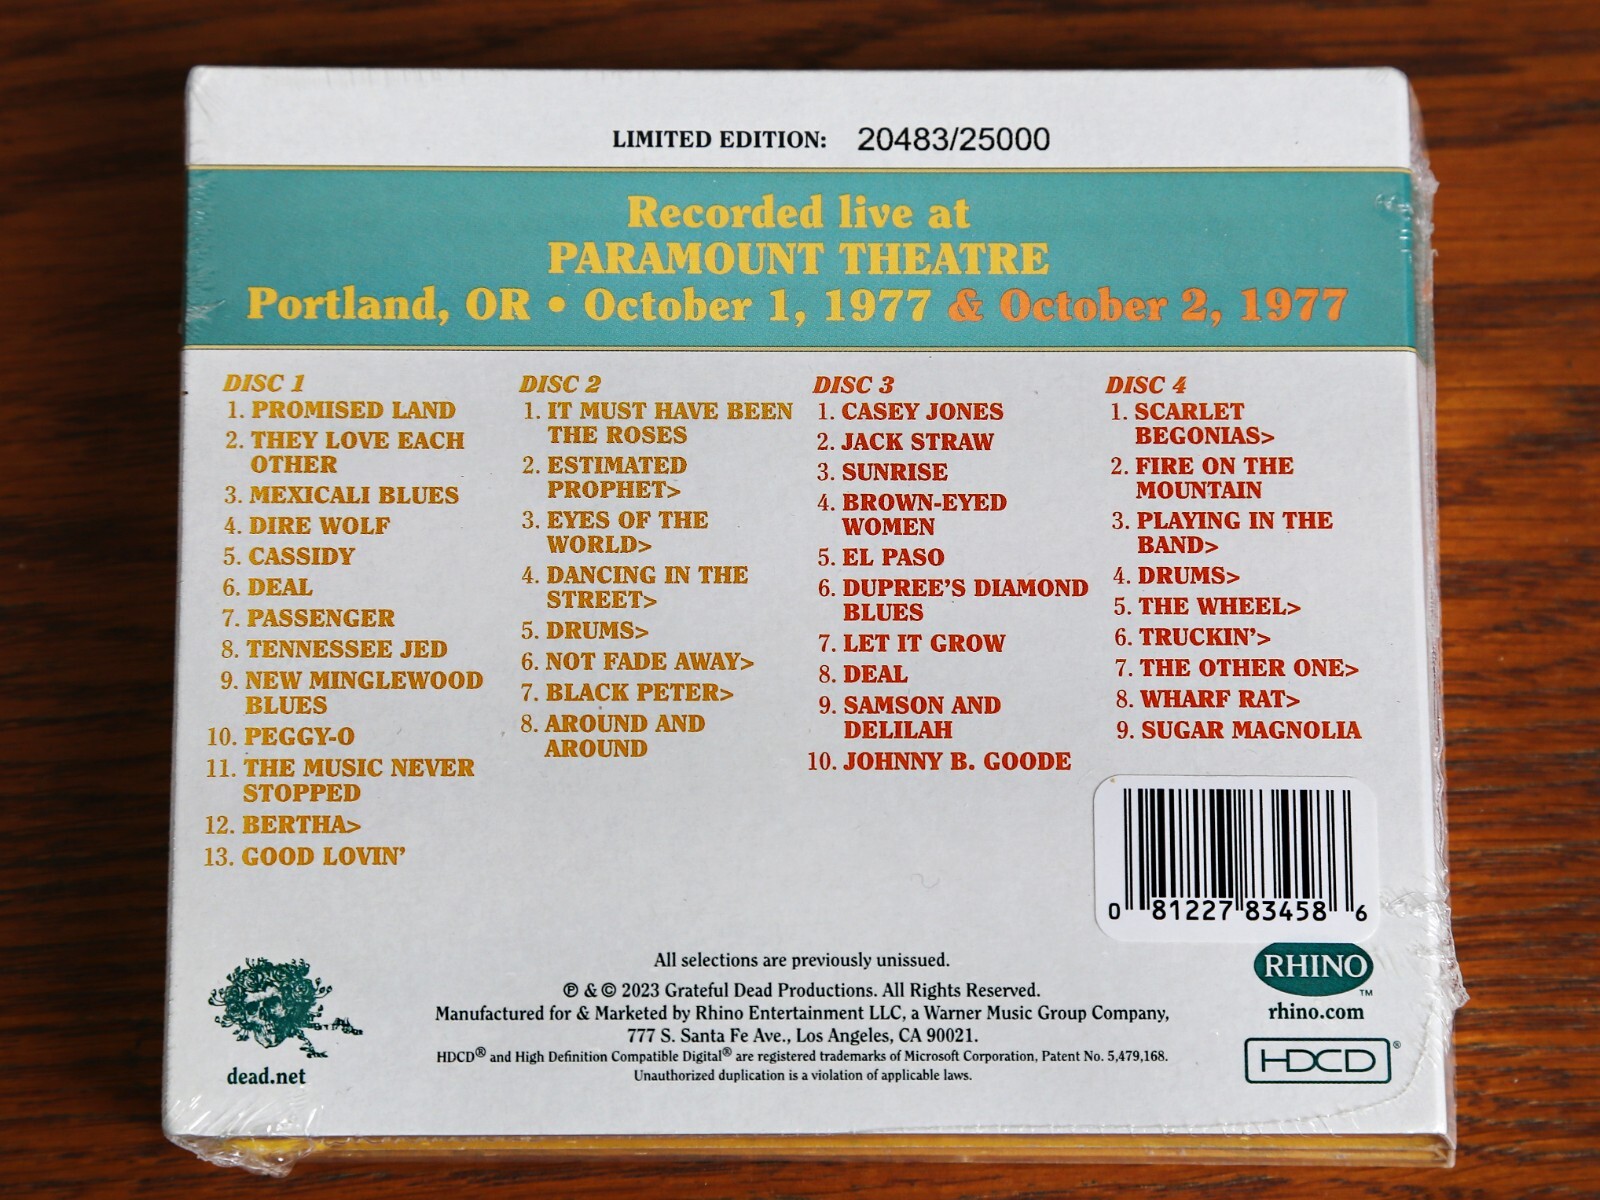 LIMITED EDITION: 20483/25000
Recorded live at
PARAMOUNT THEATRE
Portland, OR • October 1, 1977 & October 2, 1977
DISC 1
1. PROMISED LAND
2. THEY LOVE EACH
OTHER
3. MEXICALI BLUES
4. DIRE WOLF
5. CASSIDY
6. DEAL
7. PASSENGER
8. TENNESSEE JED
9. NEW MINGLEWOOD
BLUES
10. PEGGY-O
11. THE MUSIC NEVER
STOPPED
12. BERTHA>
13. GOOD LOVIN’
DISC 2
1. IT MUST HAVE BEEN
THE ROSES
2. ESTIMATED
PROPHET>
3. EYES OF THE
WORLD>
4. DANCING IN THE
STREET>
5. DRUMS>
6. NOT FADE AWAY>
7. BLACK PETER>
8. AROUND AND
AROUND
DISC 3
1. CASEY JONES
2. JACK STRAW
3. SUNRISE
4. BROWN-EYED
WOMEN
5. EL PASO
6. DUPREE’S DIAMOND
BLUES
7. LET IT GROW
8. DEAL
9. SAMSON AND
DELILAH
10. JOHNNY B. GOODE
DISC 4
1. SCARLET
BEGONIAS>
2. FIRE ON THE
MOUNTAIN
3. PLAYING IN THE
BAND>
4. DRUMS>
5. THE WHEEL>
6. TRUCKIN’>
7. THE OTHER ONE>
8. WHARF RAT>
9. SUGAR MAGNOLIA
0 81227 83458 6
dead.net
All selections are previously unissued.
℗ & © 2023 Grateful Dead Productions. All Rights Reserved.
Manufactured for & Marketed by Rhino Entertainment LLC, a Warner Music Group Company,
777 S. Santa Fe Ave., Los Angeles, CA 90021.
HDCD® and High Definition Compatible Digital® are registered trademarks of Microsoft Corporation, Patent No. 5,479,168.
Unauthorized duplication is a violation of applicable laws.
RHINO™
rhino.com
HDCD®